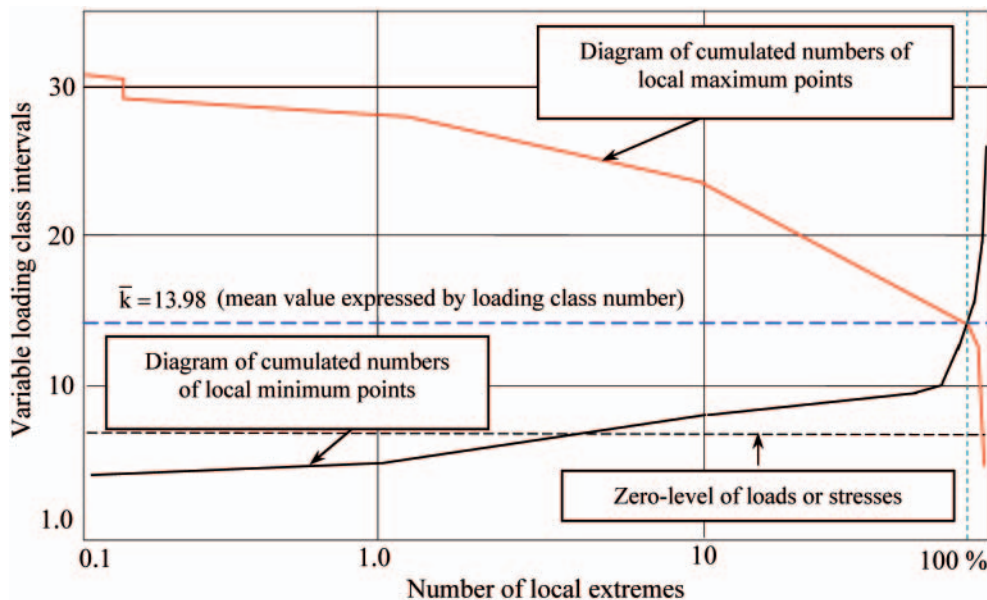 Diagram of cumulated numbers of
local maximum points
30
20
Variable loading class intervals
k̄ = 13.98 (mean value expressed by loading class number)
Diagram of cumulated numbers
of local minimum points
10
Zero-level of loads or stresses
1.0
0.1 1.0 10 100 %
Number of local extremes